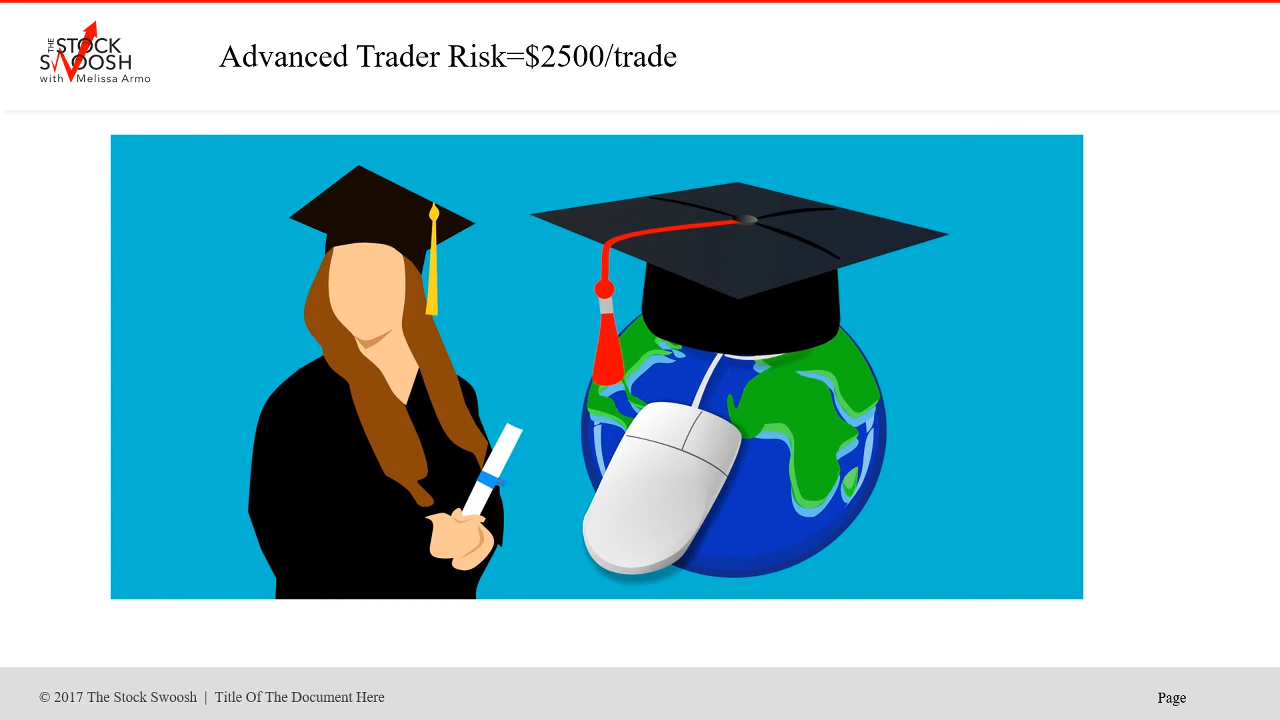 THE STOCK
SWOOSH
with Melissa Armo
Advanced Trader Risk=$2500/trade
© 2017 The Stock Swoosh | Title Of The Document Here
Page